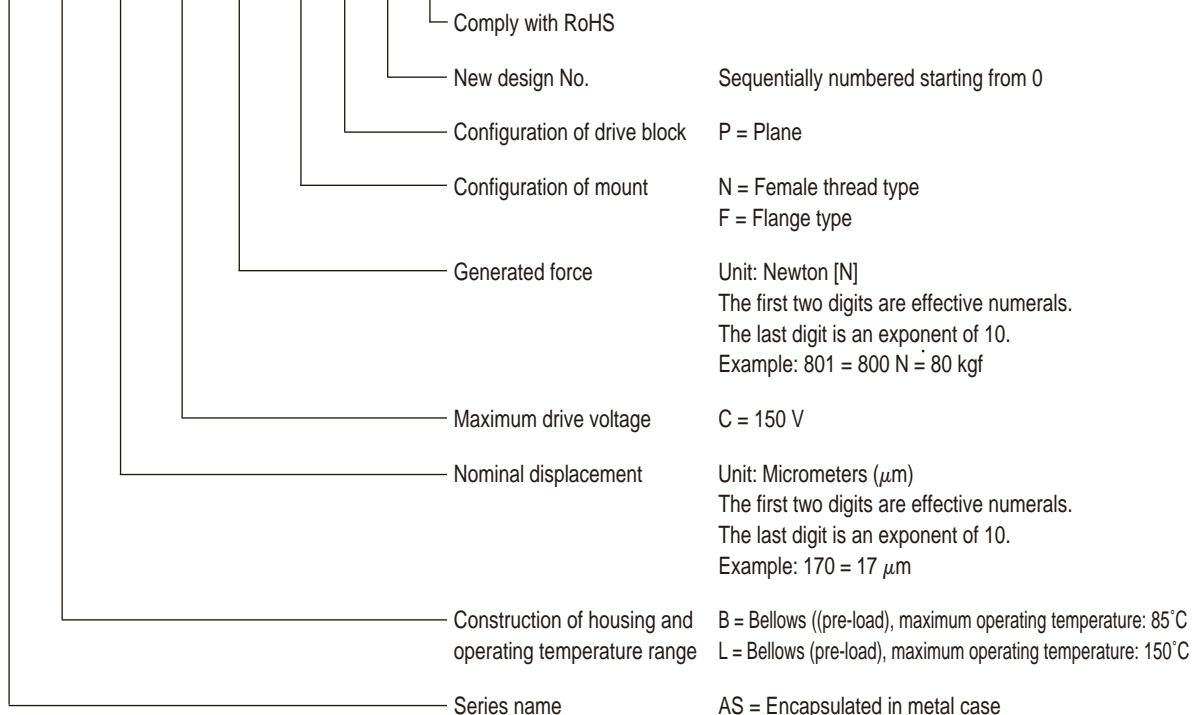 Comply with RoHS
New design No. Sequentially numbered starting from 0
Configuration of drive block P = Plane
Configuration of mount N = Female thread type
F = Flange type
Generated force Unit: Newton [N]
The first two digits are effective numerals.
The last digit is an exponent of 10.
Example: 801 = 800 N ≐ 80 kgf
Maximum drive voltage C = 150 V
Nominal displacement Unit: Micrometers (μm)
The first two digits are effective numerals.
The last digit is an exponent of 10.
Example: 170 = 17 μm
Construction of housing and B = Bellows ((pre-load), maximum operating temperature: 85˚C
operating temperature range L = Bellows (pre-load), maximum operating temperature: 150˚C
Series name AS = Encapsulated in metal case